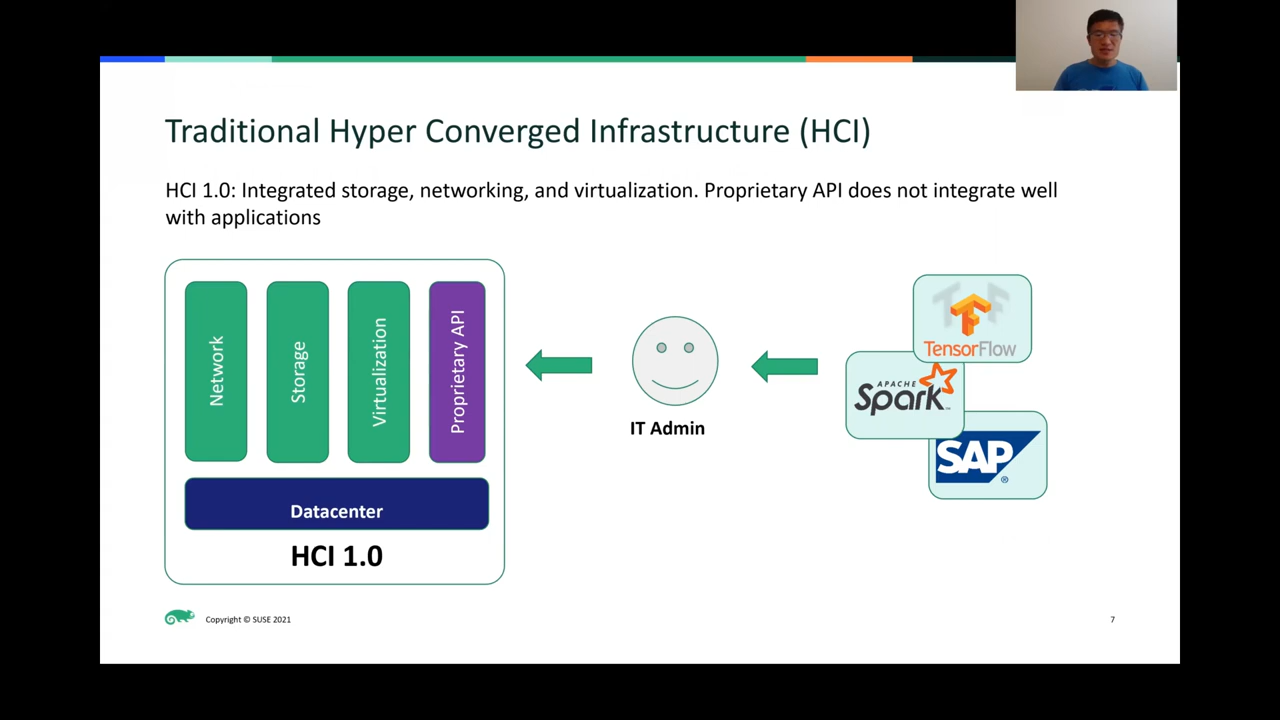 Traditional Hyper Converged Infrastructure (HCI)
HCI 1.0: Integrated storage, networking, and virtualization. Proprietary API does not integrate well
with applications
Network
Storage
Virtualization
Proprietary API
Datacenter
HCI 1.0
IT Admin
TensorFlow
APACHE
Spark™
SAP®
Copyright © SUSE 2021
7